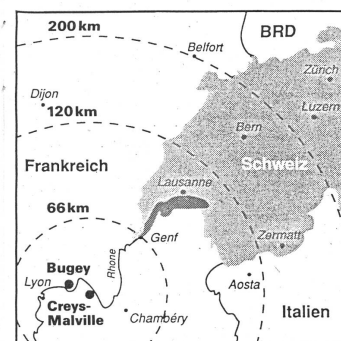 200 km
BRD
Belfort
Zürich
Dijon
120 km
Luzern
Bern
Frankreich
Schweiz
Lausanne
66 km
Genf
Zermatt
Rhone
Bugey
Lyon
Aosta
Creys-
Malville
Chambéry
Italien